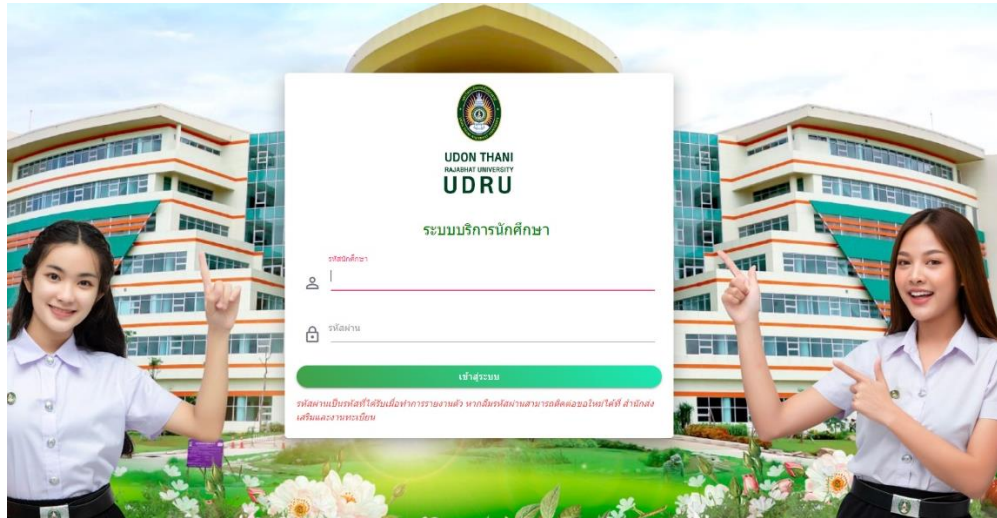 UDON THANI
RAJABHAT UNIVERSITY
UDRU
ระบบบริการนักศึกษา
รหัสนักศึกษา
รหัสผ่าน
เข้าสู่ระบบ
รหัสผ่านเป็นรหัสที่ได้รับเมื่อทำการรายงานตัว หากลืมรหัสผ่านสามารถติดต่อขอใหม่ได้ที่ สำนักส่ง
เสริมและงานทะเบียน